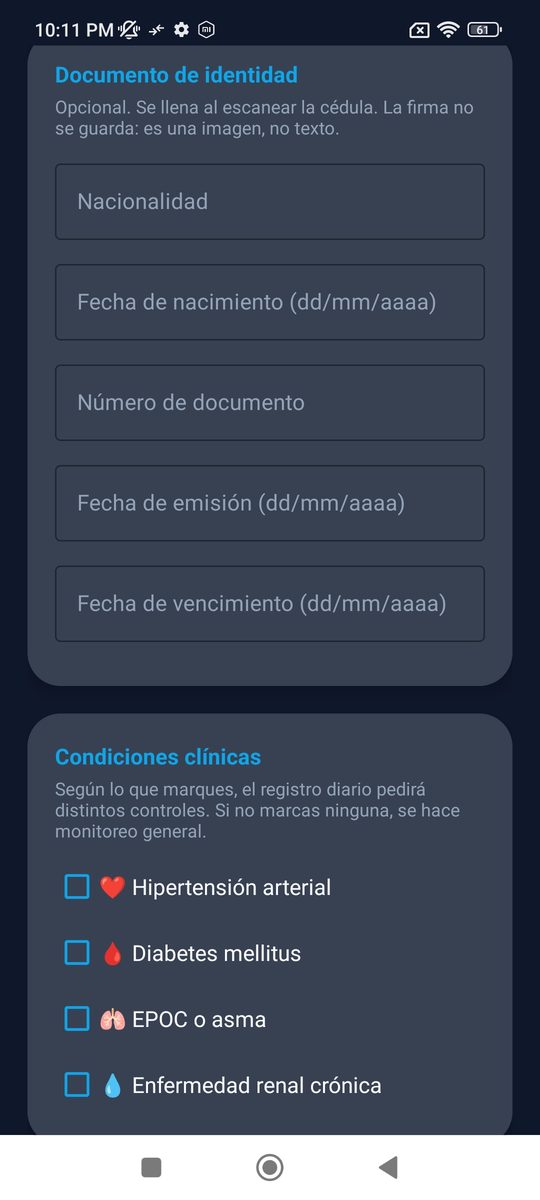 10:11 PM
61
Documento de identidad
Opcional. Se llena al escanear la cédula. La firma no
se guarda: es una imagen, no texto.
Nacionalidad
Fecha de nacimiento (dd/mm/aaaa)
Número de documento
Fecha de emisión (dd/mm/aaaa)
Fecha de vencimiento (dd/mm/aaaa)
Condiciones clínicas
Según lo que marques, el registro diario pedirá
distintos controles. Si no marcas ninguna, se hace
monitoreo general.
❤️ Hipertensión arterial
🩸 Diabetes mellitus
🫁 EPOC o asma
💧 Enfermedad renal crónica